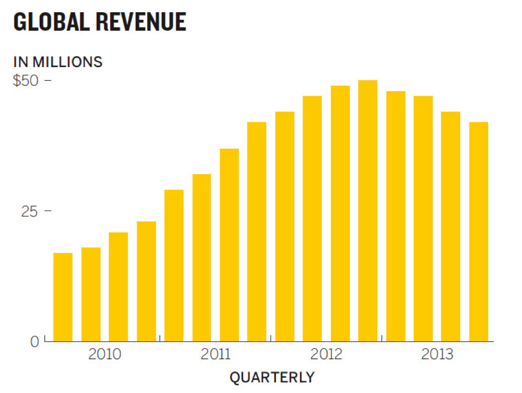 GLOBAL REVENUE
IN MILLIONS
$50
25
0
2010 2011 2012 2013
QUARTERLY